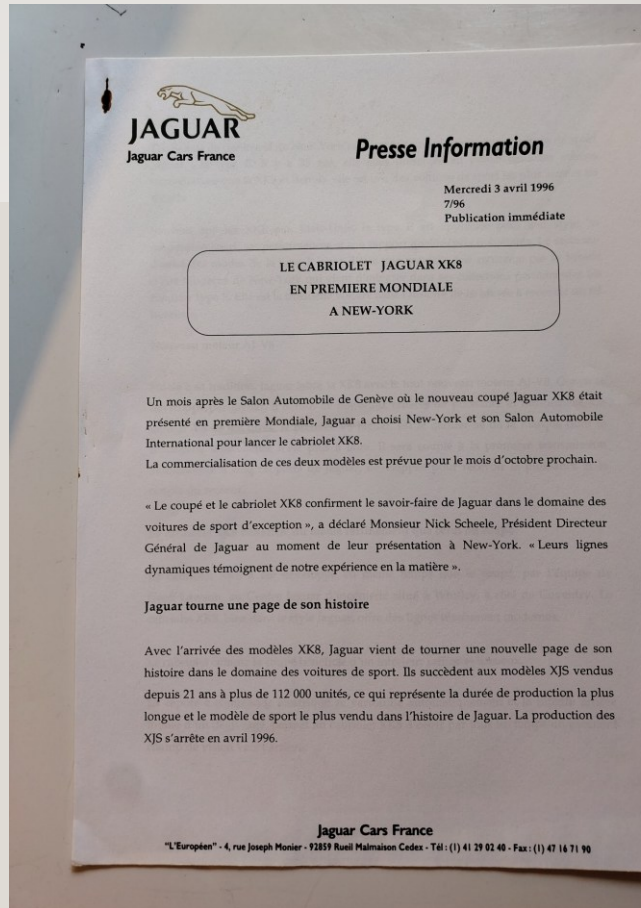 JAGUAR
Jaguar Cars France
Presse Information
Mercredi 3 avril 1996
7/96
Publication immédiate
LE CABRIOLET JAGUAR XK8
EN PREMIERE MONDIALE
A NEW-YORK
Un mois après le Salon Automobile de Genève où le nouveau coupé Jaguar XK8 était
présenté en première Mondiale, Jaguar a choisi New-York et son Salon Automobile
International pour lancer le cabriolet XK8.
La commercialisation de ces deux modèles est prévue pour le mois d'octobre prochain.
« Le coupé et le cabriolet XK8 confirment le savoir-faire de Jaguar dans le domaine des
voitures de sport d'exception », a déclaré Monsieur Nick Scheele, Président Directeur
Général de Jaguar au moment de leur présentation à New-York. « Leurs lignes
dynamiques témoignent de notre expérience en la matière ».
Jaguar tourne une page de son histoire
Avec l'arrivée des modèles XK8, Jaguar vient de tourner une nouvelle page de son
histoire dans le domaine des voitures de sport. Ils succèdent aux modèles XJS vendus
depuis 21 ans à plus de 112 000 unités, ce qui représente la durée de production la plus
longue et le modèle de sport le plus vendu dans l'histoire de Jaguar. La production des
XJS s'arrête en avril 1996.
Jaguar Cars France
"L'Européen" - 4, rue Joseph Monier - 92859 Rueil Malmaison Cedex - Tél : (1) 41 29 02 40 - Fax : (1) 47 16 71 90